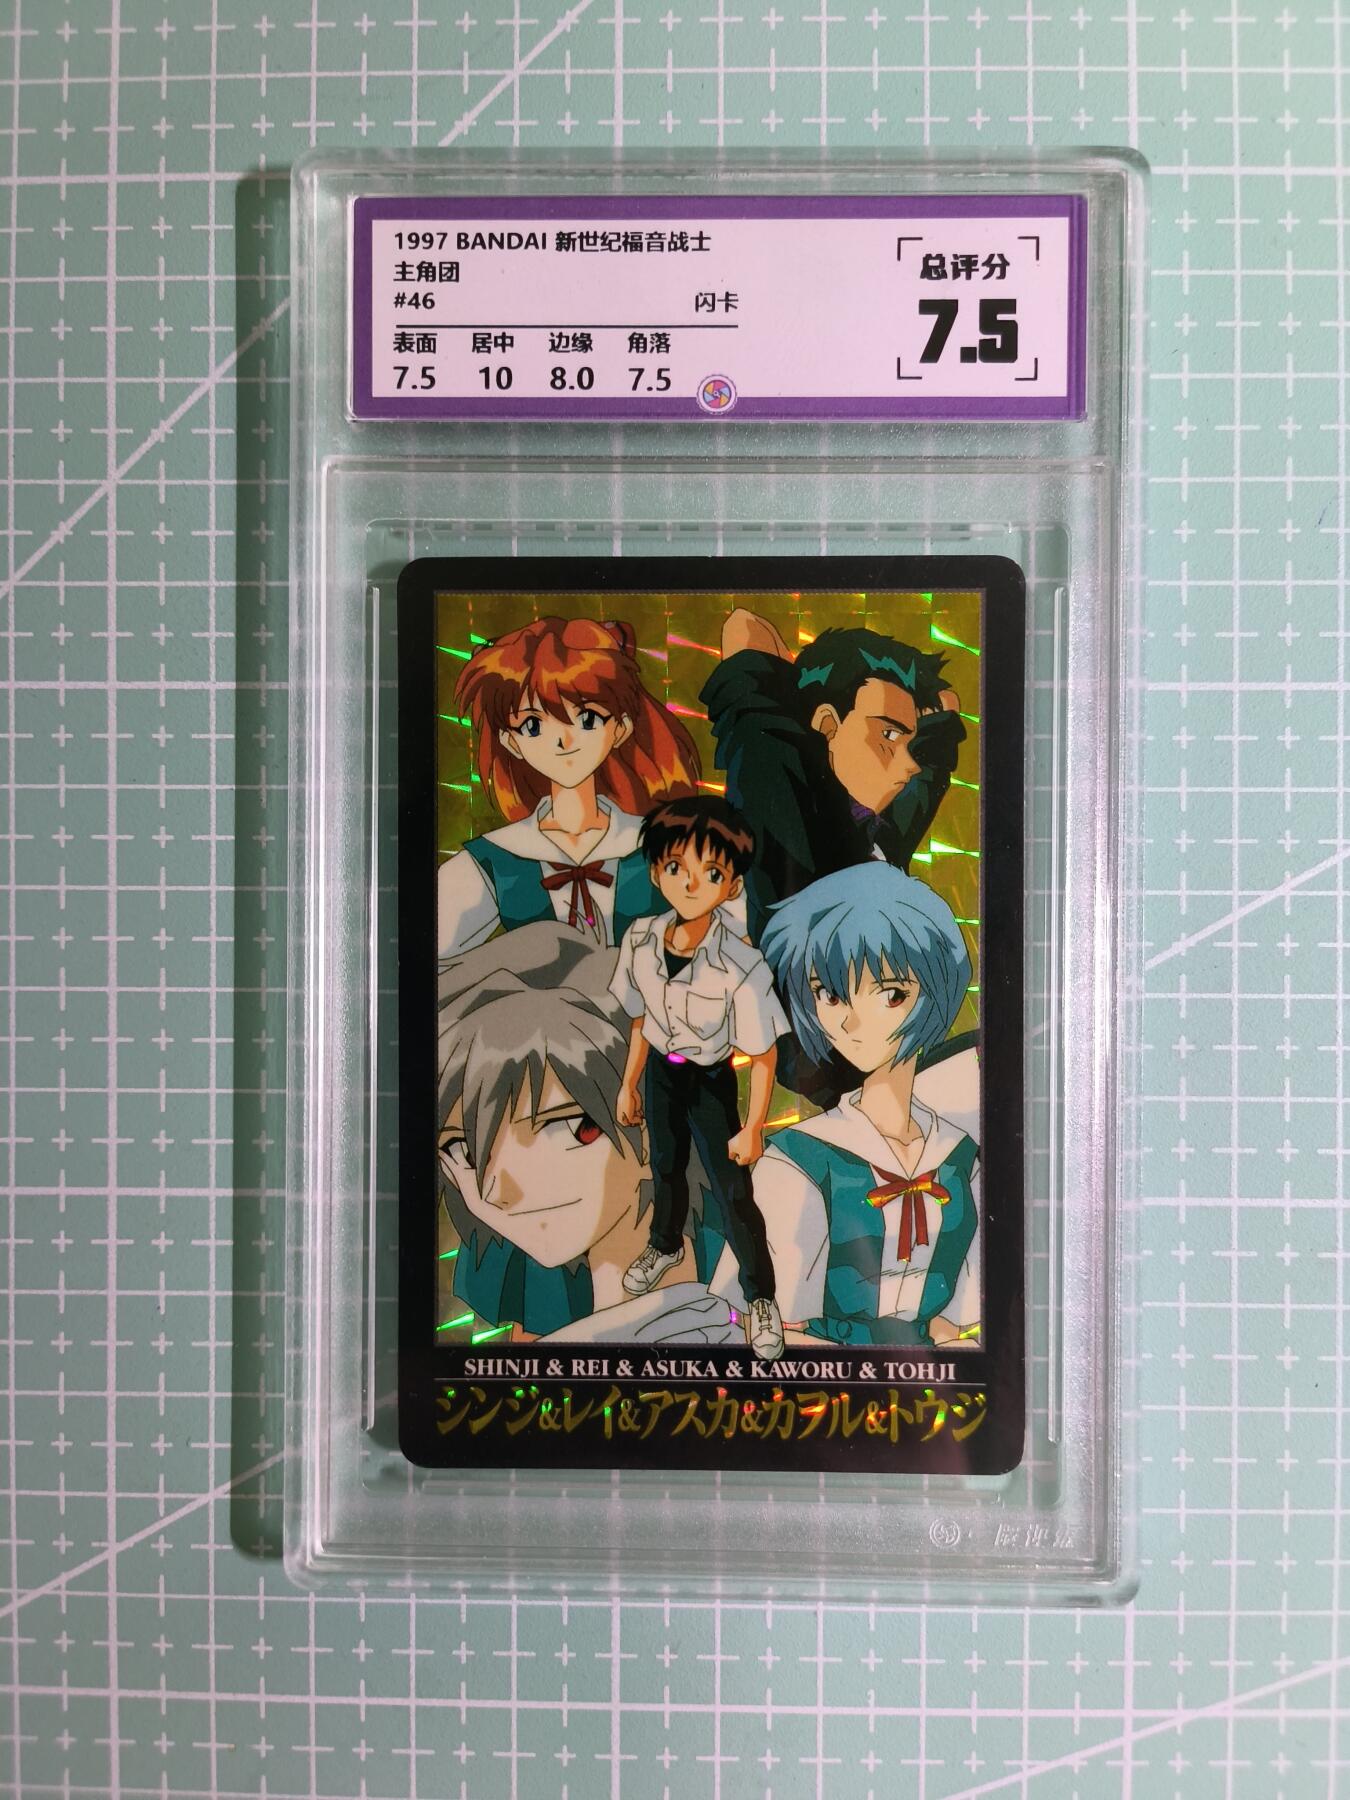 1997 BANDAI 新世纪福音战士
主角团
#46 闪卡
表面 居中 边缘 角落
7.5 10 8.0 7.5
总评分
7.5
SHINJI & REI & ASUKA & KAWORU & TOHJI
シンジ&レイ&アスカ&カヲル&トウジ